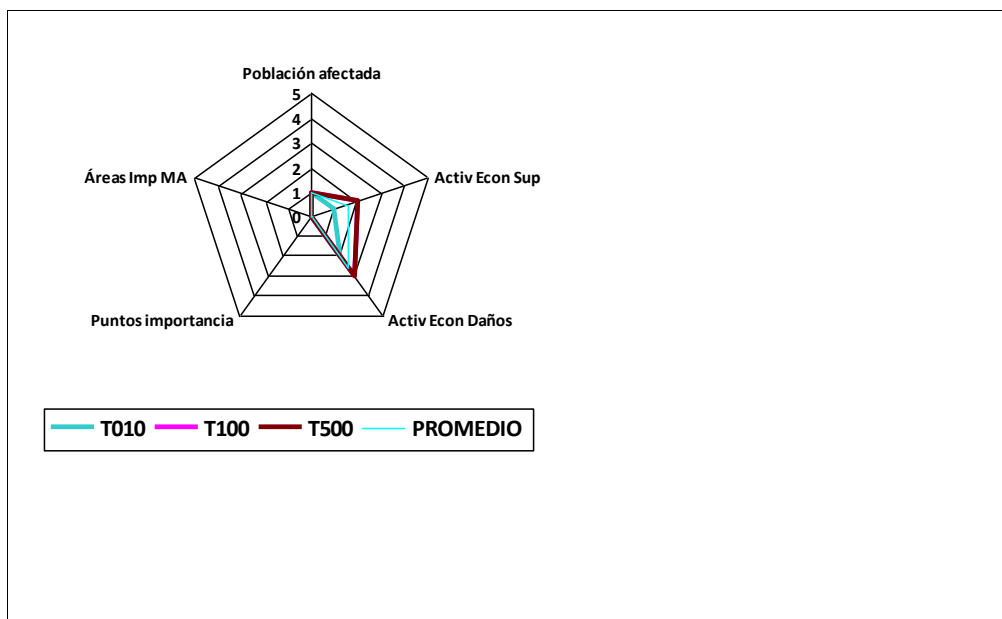 Población afectada
5
4
3
2
1
0
Áreas Imp MA
Activ Econ Sup
Puntos importancia
Activ Econ Daños
T010 T100 T500 PROMEDIO